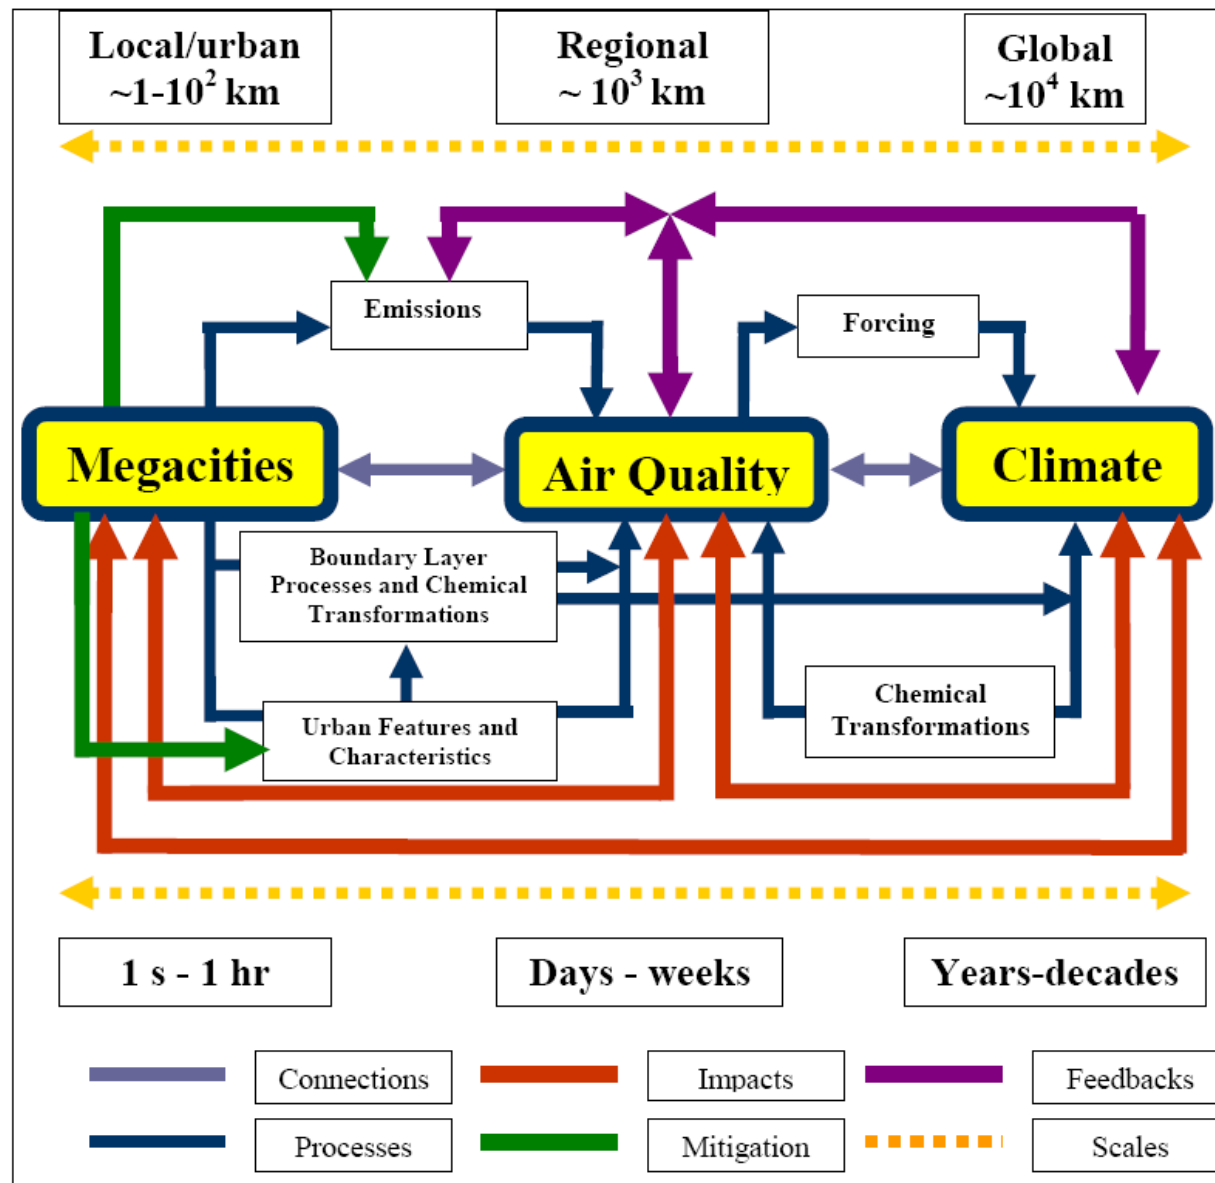 Local/urban
~1-10² km
Regional
~ 10³ km
Global
~10⁴ km
Emissions
Forcing
Megacities
Air Quality
Climate
Boundary Layer
Processes and Chemical
Transformations
Urban Features and
Characteristics
Chemical
Transformations
1 s - 1 hr
Days - weeks
Years-decades
Connections
Impacts
Feedbacks
Processes
Mitigation
Scales